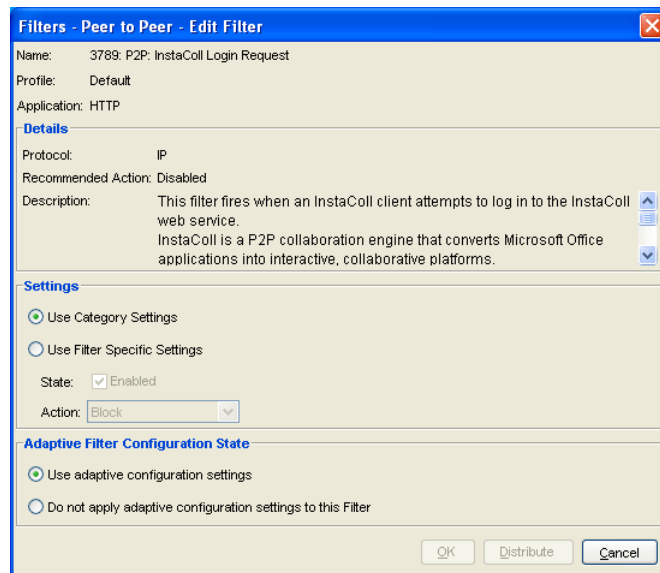 Filters - Peer to Peer - Edit Filter
Name: 3789: P2P: InstaColl Login Request
Profile: Default
Application: HTTP
Details
Protocol: IP
Recommended Action: Disabled
Description: This filter fires when an InstaColl client attempts to log in to the InstaColl
web service.
InstaColl is a P2P collaboration engine that converts Microsoft Office
applications into interactive, collaborative platforms.
Settings
Use Category Settings
Use Filter Specific Settings
State: Enabled
Action: Block
Adaptive Filter Configuration State
Use adaptive configuration settings
Do not apply adaptive configuration settings to this Filter
OK Distribute Cancel